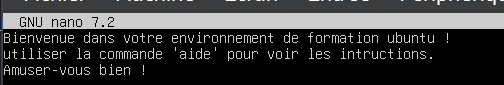 GNU nano 7.2
Bienvenue dans votre environnement de formation ubuntu !
utiliser la commande 'aide' pour voir les intructions.
Amuser-vous bien !